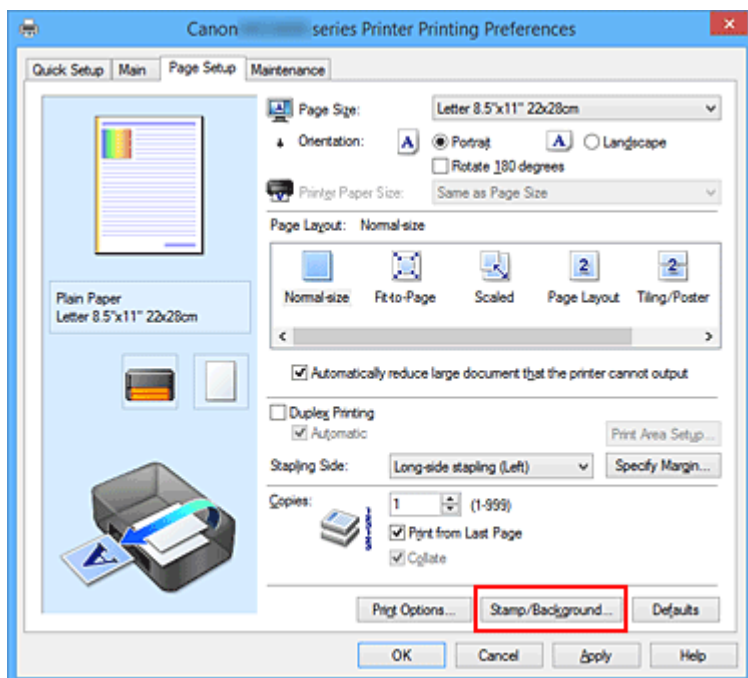 Canon series Printer Printing Preferences
Quick Setup Main Page Setup Maintenance
Page Size: Letter 8.5"x11" 22x28cm
Orientation: A Portrait A Landscape
Rotate 180 degrees
Printer Paper Size: Same as Page Size
Page Layout: Normal-size
2 2
Normal-size Fit-to-Page Scaled Page Layout Tiling/Poster
Plain Paper
Letter 8.5"x11" 22x28cm
Automatically reduce large document that the printer cannot output
Duplex Printing
Automatic
Print Area Setup...
Stapling Side: Long-side stapling (Left) Specify Margin...
Copies: 1 (1-999)
Print from Last Page
Collate
A
Print Options... Stamp/Background... Defaults
OK Cancel Apply Help